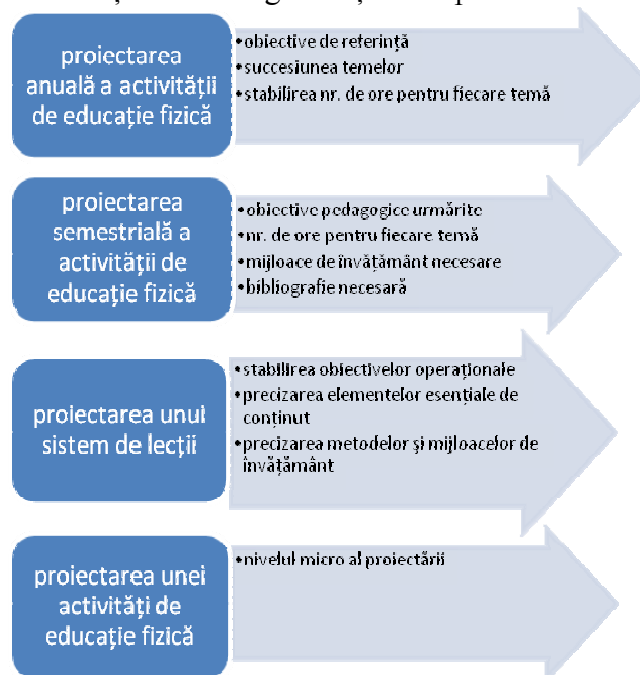 proiectarea
anuală a activității
de educație fizică
•obiective de referință
•succesiunea temelor
•stabilirea nr. de ore pentru fiecare temă
proiectarea
semestrială a
activității de
educație fizică
•obiective pedagogice urmărite
•nr. de ore pentru fiecare temă
•mijloace de învățământ necesare
•bibliografie necesară
proiectarea unui
sistem de lecții
•stabilirea obiectivelor operaționale
•precizarea elementelor esențiale de
conținut
•precizarea metodelor și mijloacelor de
învățământ
proiectarea unei
activități de
educație fizică
•nivelul micro al proiectării